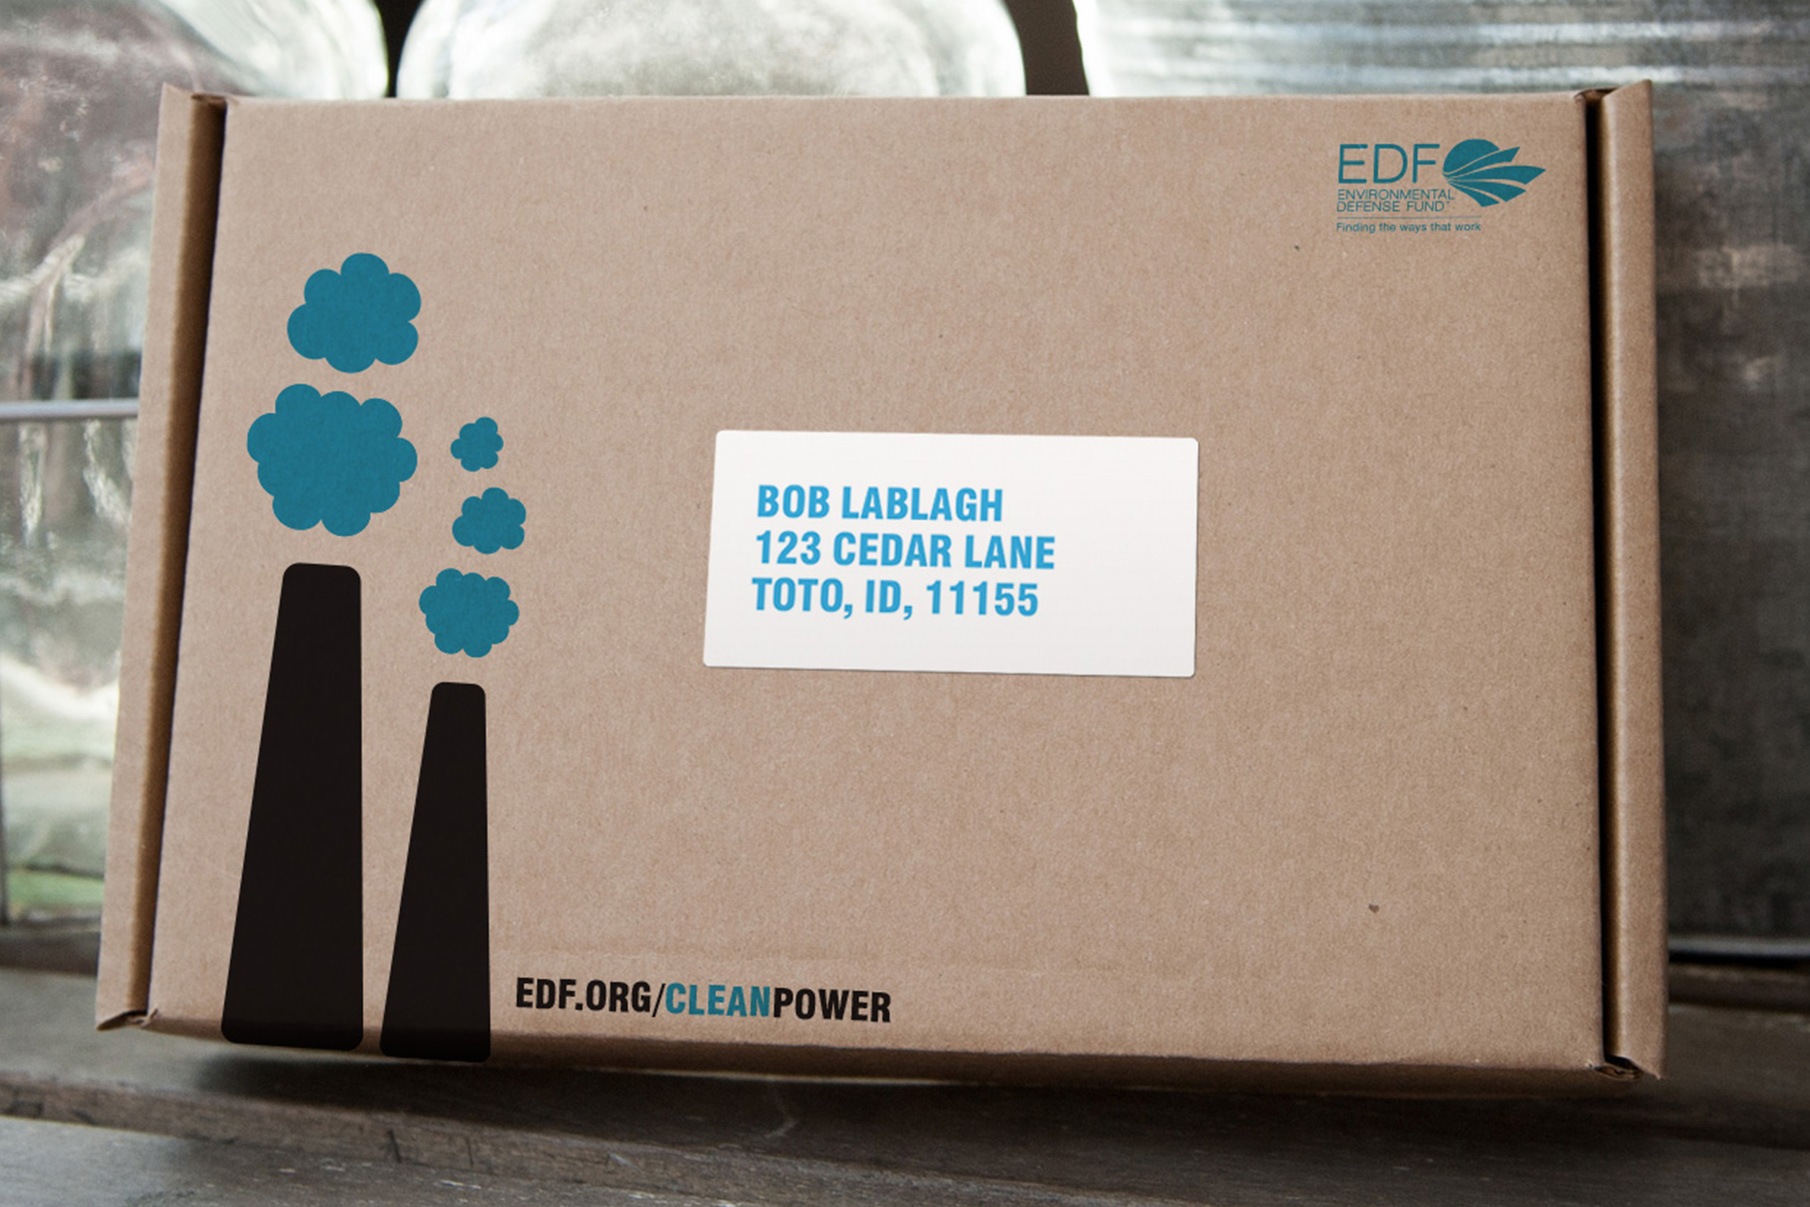 EDF
ENVIRONMENTAL
DEFENSE FUND
Finding the ways that work
BOB LABLAGH
123 CEDAR LANE
TOTO, ID, 11155
EDF.ORG/CLEANPOWER